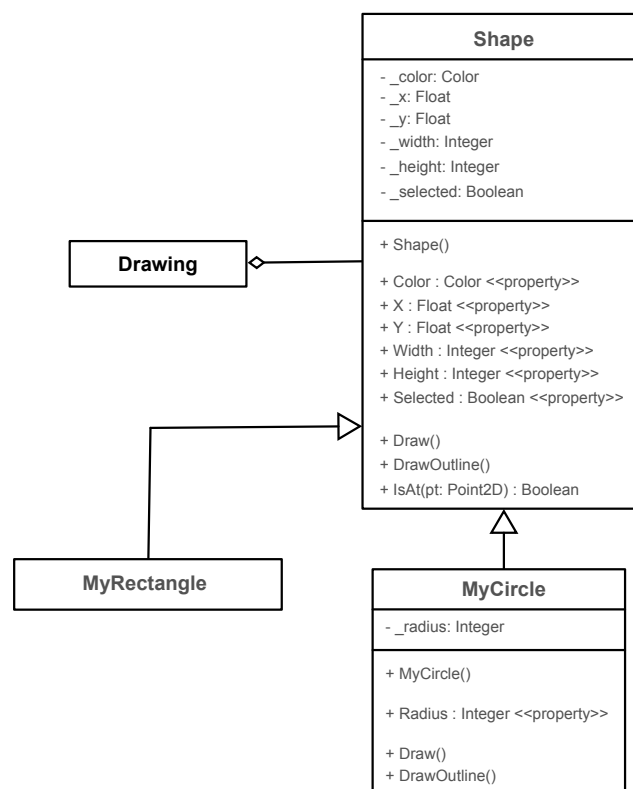 Shape
- _color: Color
- _x: Float
- _y: Float
- _width: Integer
- _height: Integer
- _selected: Boolean
+ Shape()
+ Color : Color <<property>>
+ X : Float <<property>>
+ Y : Float <<property>>
+ Width : Integer <<property>>
+ Height : Integer <<property>>
+ Selected : Boolean <<property>>
+ Draw()
+ DrawOutline()
+ IsAt(pt: Point2D) : Boolean
Drawing
MyRectangle
MyCircle
- _radius: Integer
+ MyCircle()
+ Radius : Integer <<property>>
+ Draw()
+ DrawOutline()